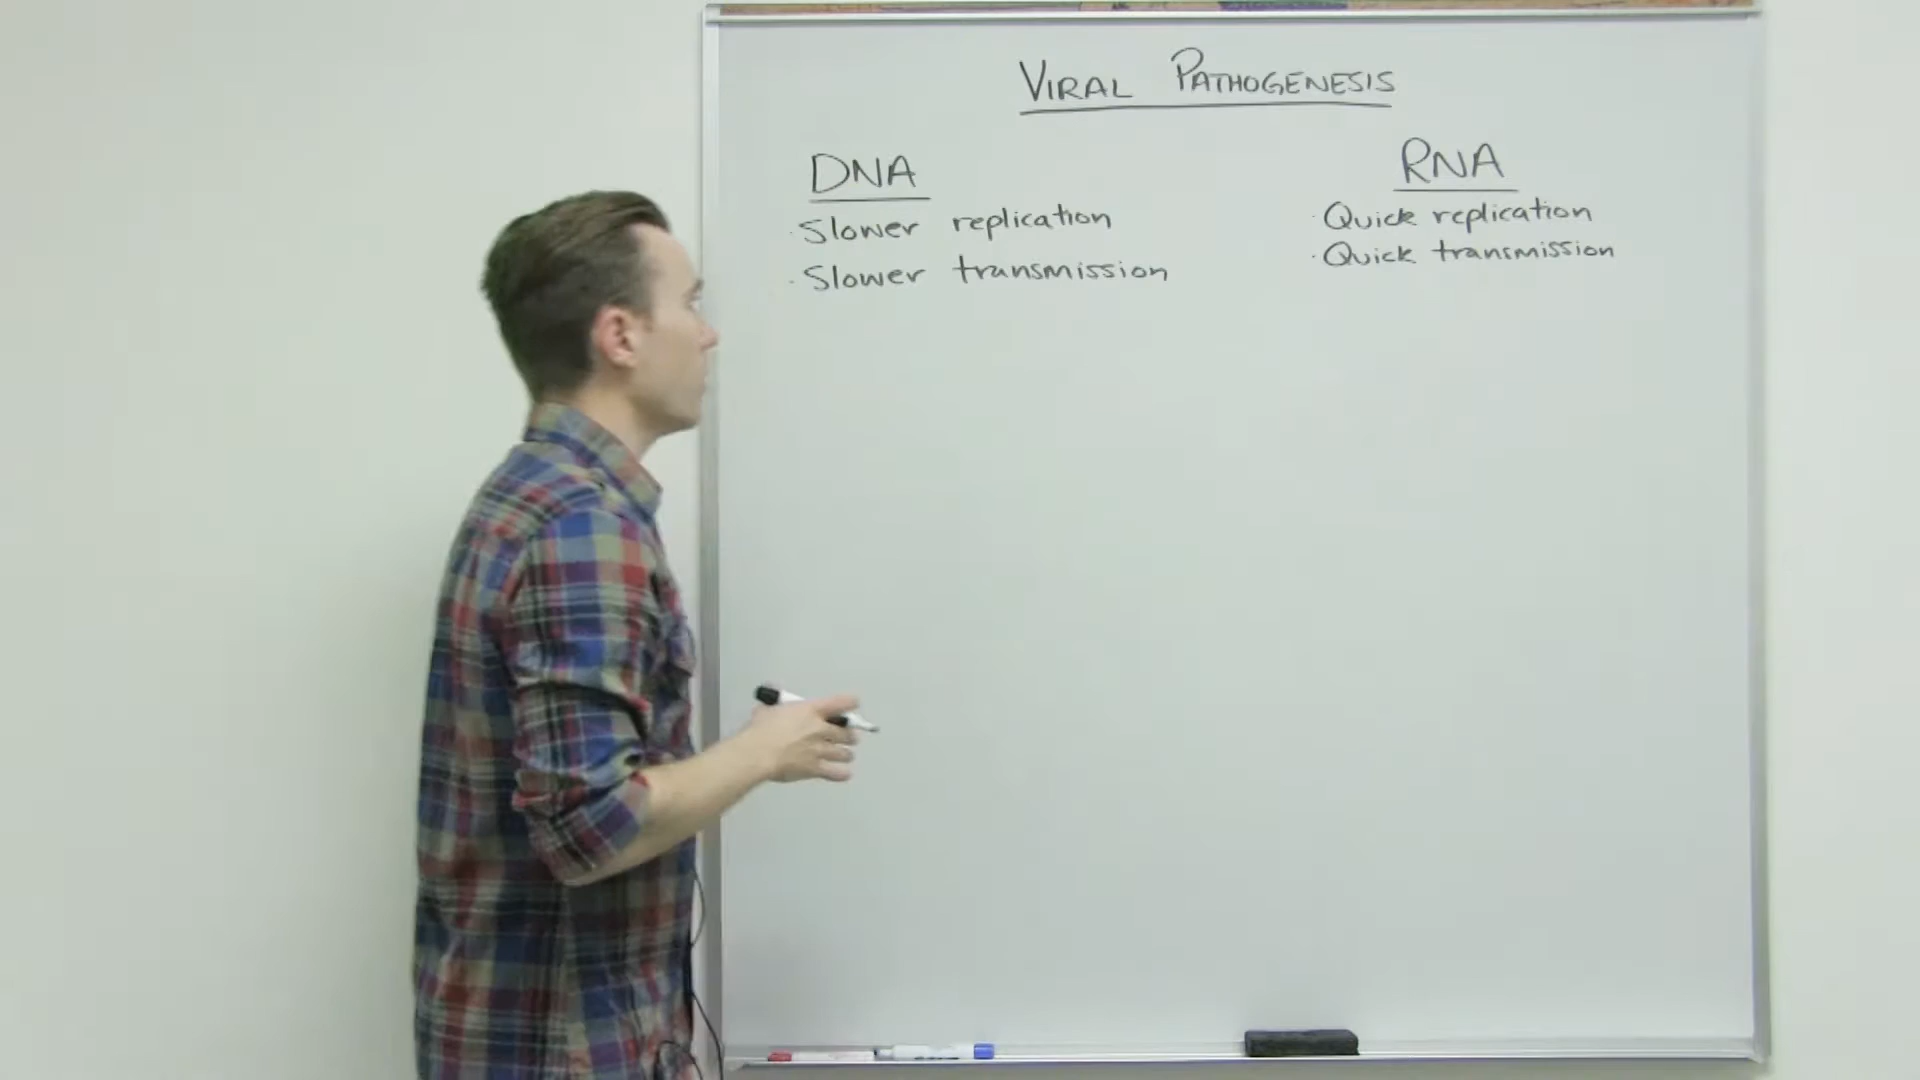 VIRAL PATHOGENESIS
DNA
· Slower replication
· Slower transmission
RNA
· Quick replication
· Quick transmission